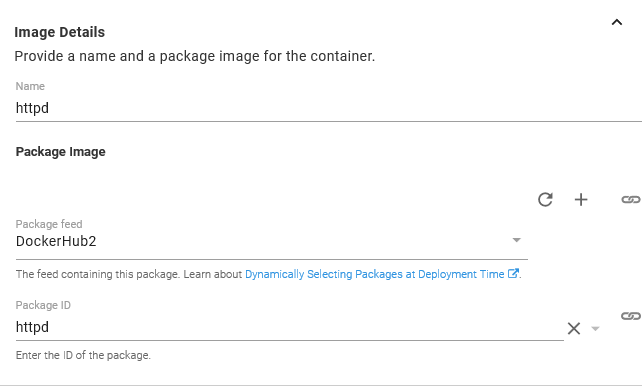 Image Details
Provide a name and a package image for the container.
Name
httpd
Package Image
Package feed
DockerHub2
The feed containing this package. Learn about Dynamically Selecting Packages at Deployment Time.
Package ID
httpd
Enter the ID of the package.